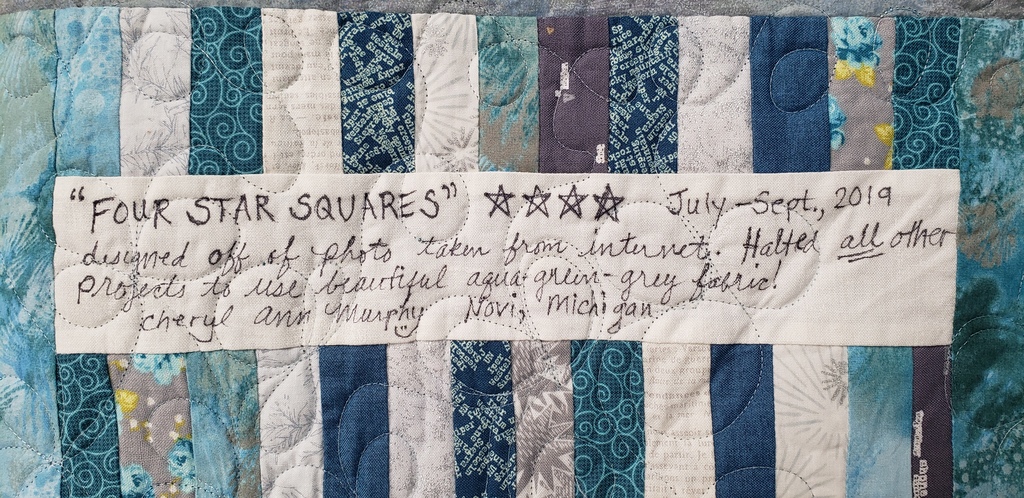 "FOUR STAR SQUARES" ☆☆☆☆ July - Sept., 2019
designed off of photo taken from internet. Halted all other
projects to use beautiful aqua-green-grey fabric!
Cheryl Ann Murphy Novi, Michigan